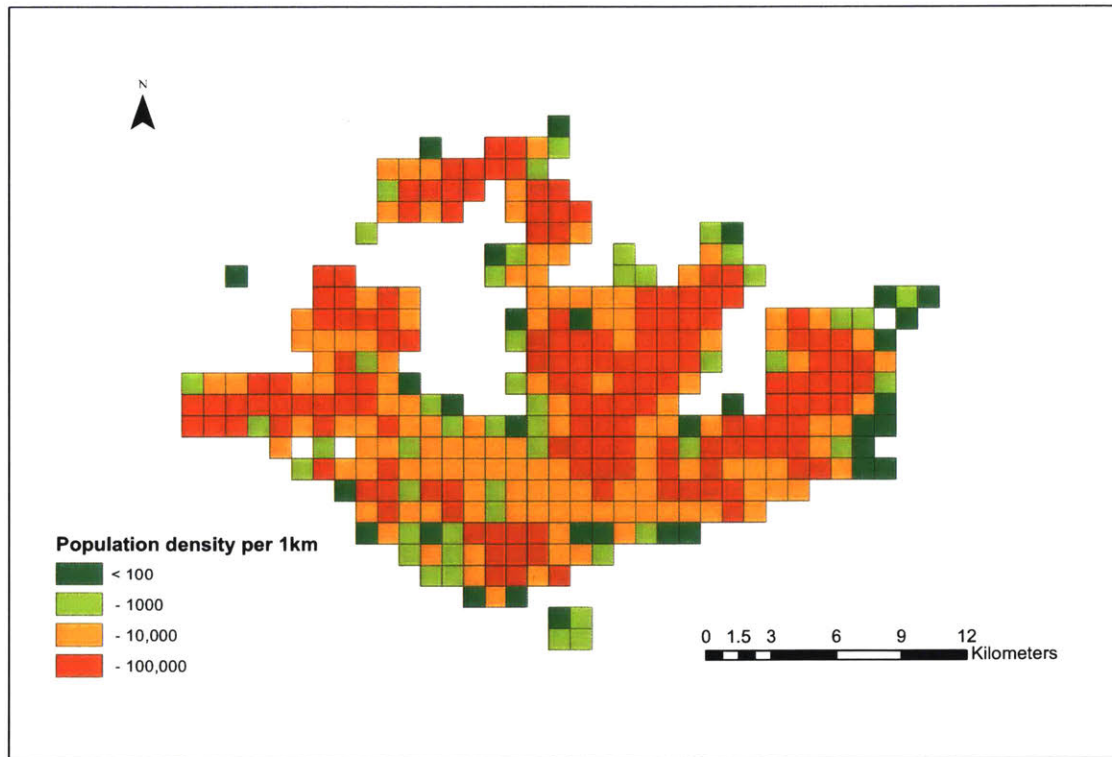 N
Population density per 1km
< 100
- 1000
- 10,000
- 100,000
0 1.5 3 6 9 12
Kilometers